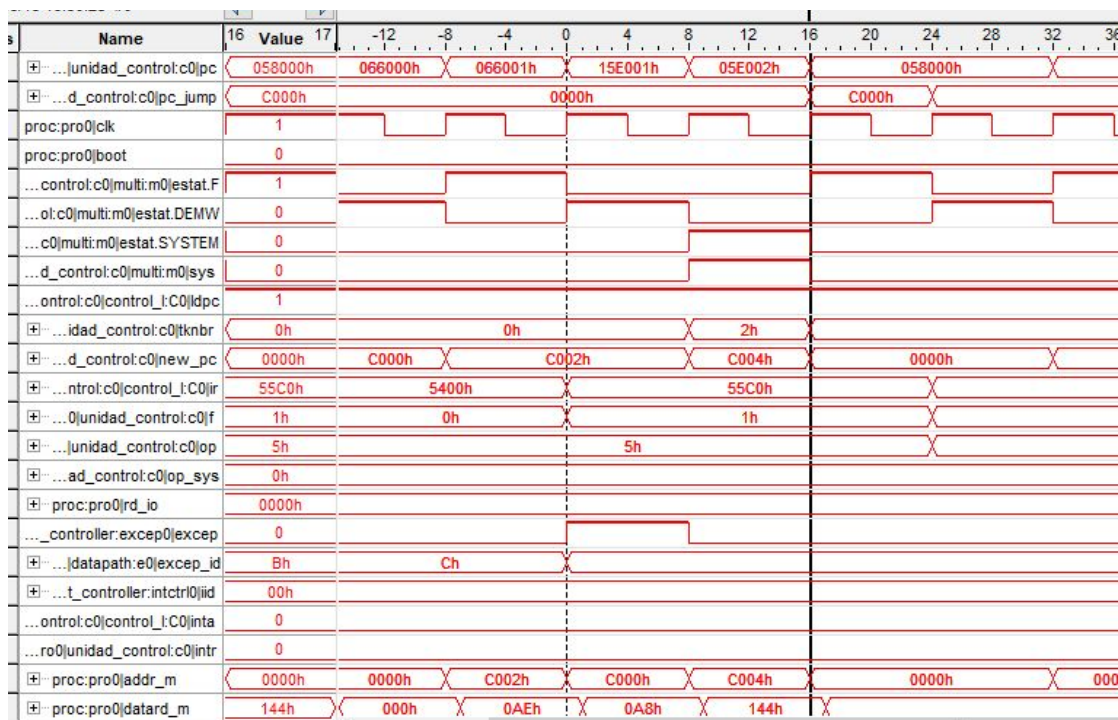 Name 16 Value 17 -12 -8 -4 0 4 8 12 16 20 24 28 32 36
...|unidad_control:c0|pc 058000h 066000h 066001h 15E001h 05E002h 058000h
...d_control:c0|pc_jump C000h 0000h C000h
proc:pro0|clk 1
proc:pro0|boot 0
...control:c0|multi:m0|estat.F 1
...ol:c0|multi:m0|estat.DEMW 0
...c0|multi:m0|estat.SYSTEM 0
...d_control:c0|multi:m0|sys 0
...ontrol:c0|control_l:C0|ldpc 1
...idad_control:c0|tknbr 0h 0h 2h
...d_control:c0|new_pc 0000h C000h C002h C004h 0000h
...ntrol:c0|control_l:C0|ir 55C0h 5400h 55C0h
...0|unidad_control:c0|f 1h 0h 1h
...|unidad_control:c0|op 5h 5h
...ad_control:c0|op_sys 0h
proc:pro0|rd_io 0000h
..._controller:excep0|excep 0
...|datapath:e0|excep_id Bh Ch
...t_controller:intctrl0|iid 00h
...ontrol:c0|control_l:C0|inta 0
...ro0|unidad_control:c0|intr 0
proc:pro0|addr_m 0000h 0000h C002h C000h C004h 0000h 000
proc:pro0|datard_m 144h 000h 0AEh 0A8h 144h